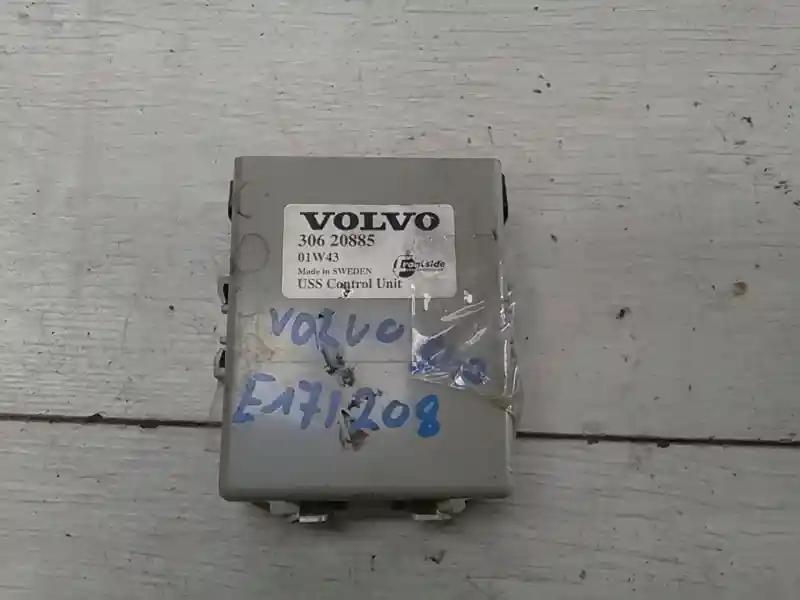 VOLVO
306 20885
01W43
Made in SWEDEN
USS Control Unit
VOLVO
E171208